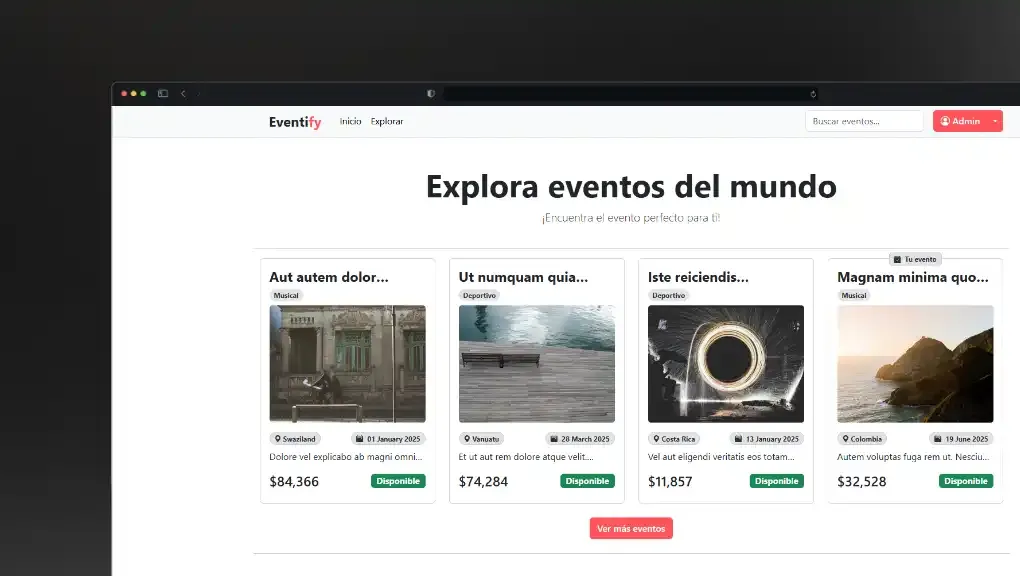 Eventify Inicio Explorar Buscar eventos... Admin
Explora eventos del mundo
¡Encuentra el evento perfecto para ti!
Aut autem dolor...
Musical
Swaziland 01 January 2025
Dolore vel explicabo ab magni omni...
$84,366 Disponible
Ut numquam quia...
Deportivo
Vanuatu 28 March 2025
Et ut aut rem dolore atque velit....
$74,284 Disponible
Iste reiciendis...
Deportivo
Costa Rica 13 January 2025
Vel aut eligendi veritatis eos totam...
$11,857 Disponible
Tu evento
Magnam minima quo...
Musical
Colombia 19 June 2025
Autem voluptas fuga rem ut. Nesciu...
$32,528 Disponible
Ver más eventos